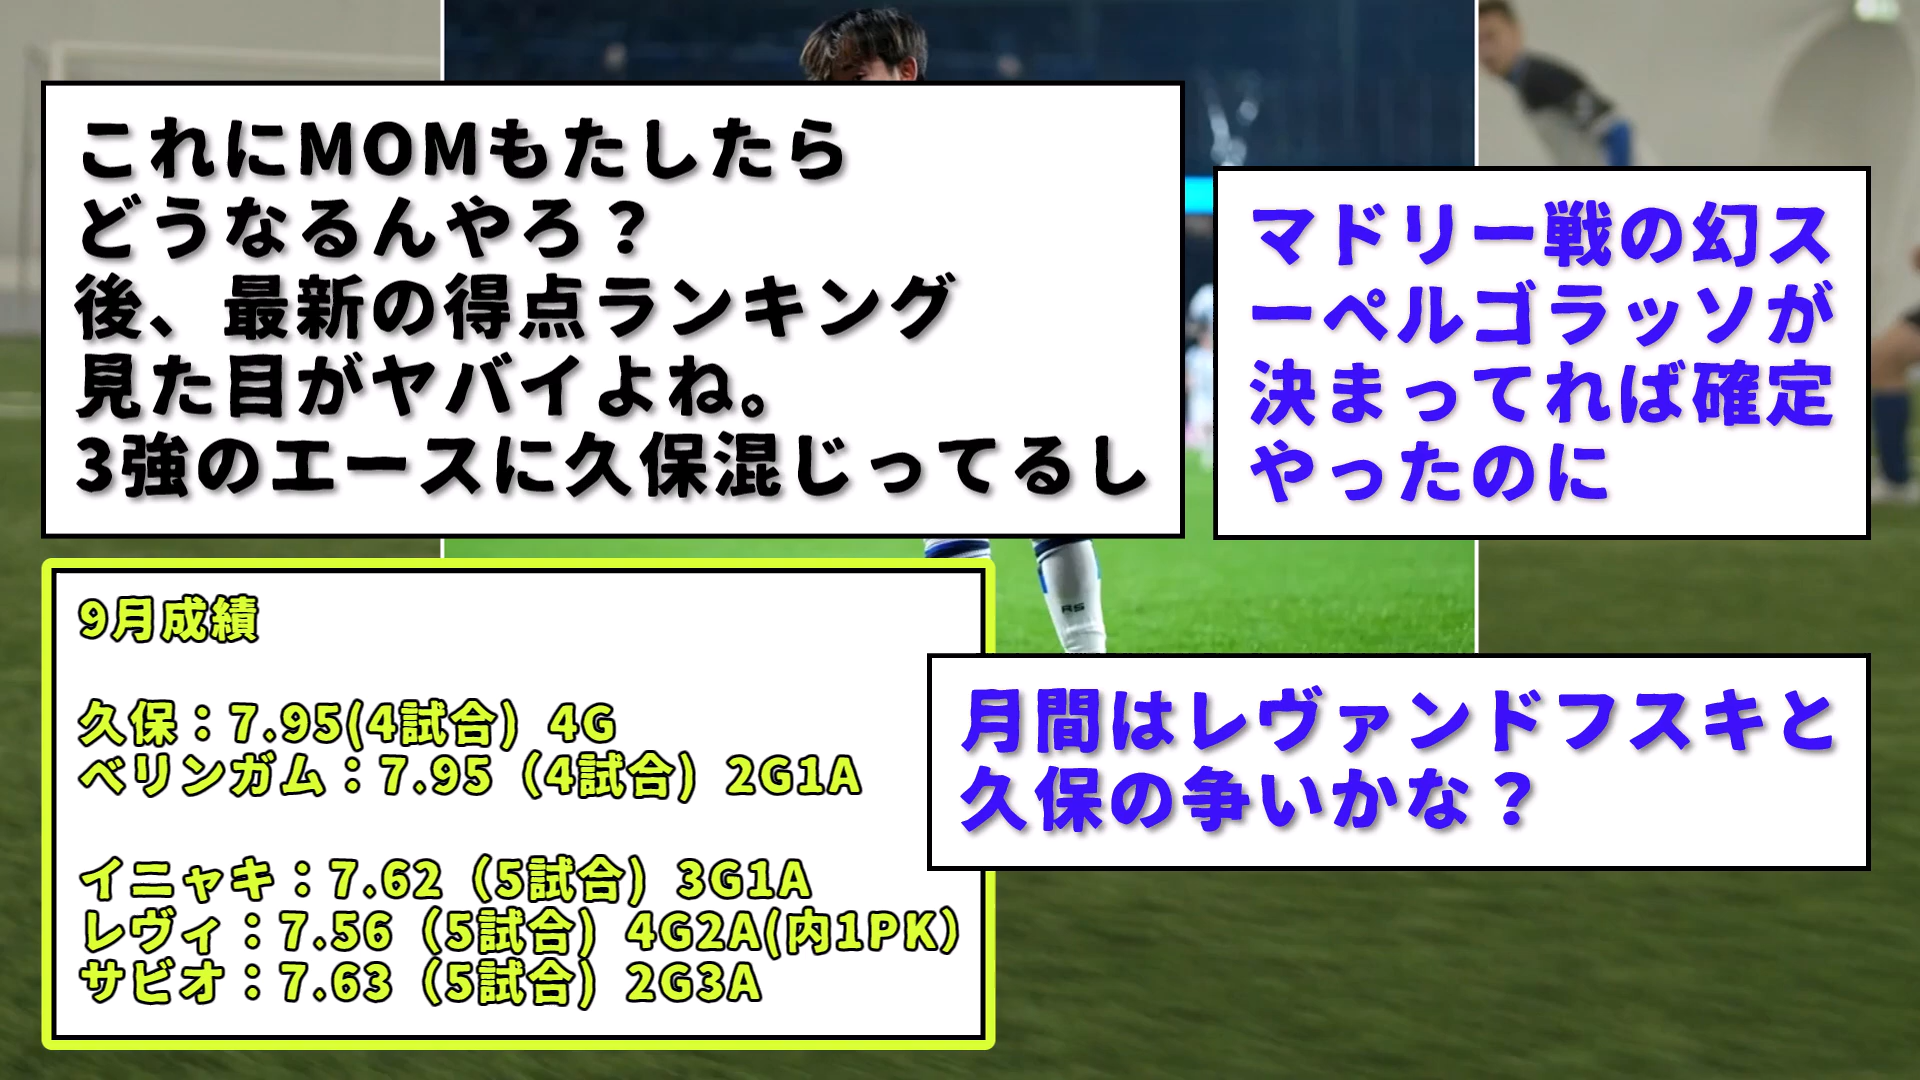 これにMOMもたしたら
どうなるんやろ？
後、最新の得点ランキング
見た目がヤバイよね。
3強のエースに久保混じってるし
マドリー戦の幻ス
ーペルゴラッソが
決まってれば確定
やったのに
9月成績
久保：7.95(4試合）4G
ベリンガム：7.95（4試合）2G1A
イニャキ：7.62（5試合）3G1A
レヴィ：7.56（5試合）4G2A(内1PK）
サビオ：7.63（5試合）2G3A
RS
月間はレヴァンドフスキと
久保の争いかな？